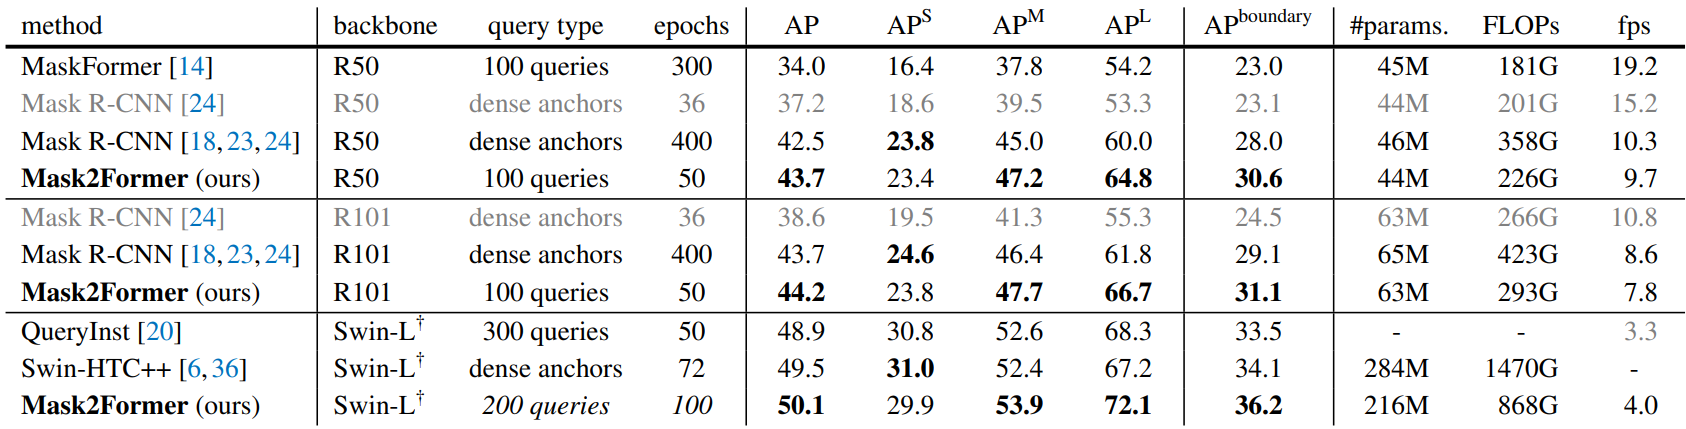 method backbone query type epochs AP AP^S AP^M AP^L AP^boundary #params. FLOPs fps
MaskFormer [14] R50 100 queries 300 34.0 16.4 37.8 54.2 23.0 45M 181G 19.2
Mask R-CNN [24] R50 dense anchors 36 37.2 18.6 39.5 53.3 23.1 44M 201G 15.2
Mask R-CNN [18, 23, 24] R50 dense anchors 400 42.5 23.8 45.0 60.0 28.0 46M 358G 10.3
Mask2Former (ours) R50 100 queries 50 43.7 23.4 47.2 64.8 30.6 44M 226G 9.7
Mask R-CNN [24] R101 dense anchors 36 38.6 19.5 41.3 55.3 24.5 63M 266G 10.8
Mask R-CNN [18, 23, 24] R101 dense anchors 400 43.7 24.6 46.4 61.8 29.1 65M 423G 8.6
Mask2Former (ours) R101 100 queries 50 44.2 23.8 47.7 66.7 31.1 63M 293G 7.8
QueryInst [20] Swin-L† 300 queries 50 48.9 30.8 52.6 68.3 33.5 - - 3.3
Swin-HTC++ [6, 36] Swin-L† dense anchors 72 49.5 31.0 52.4 67.2 34.1 284M 1470G -
Mask2Former (ours) Swin-L† 200 queries 100 50.1 29.9 53.9 72.1 36.2 216M 868G 4.0